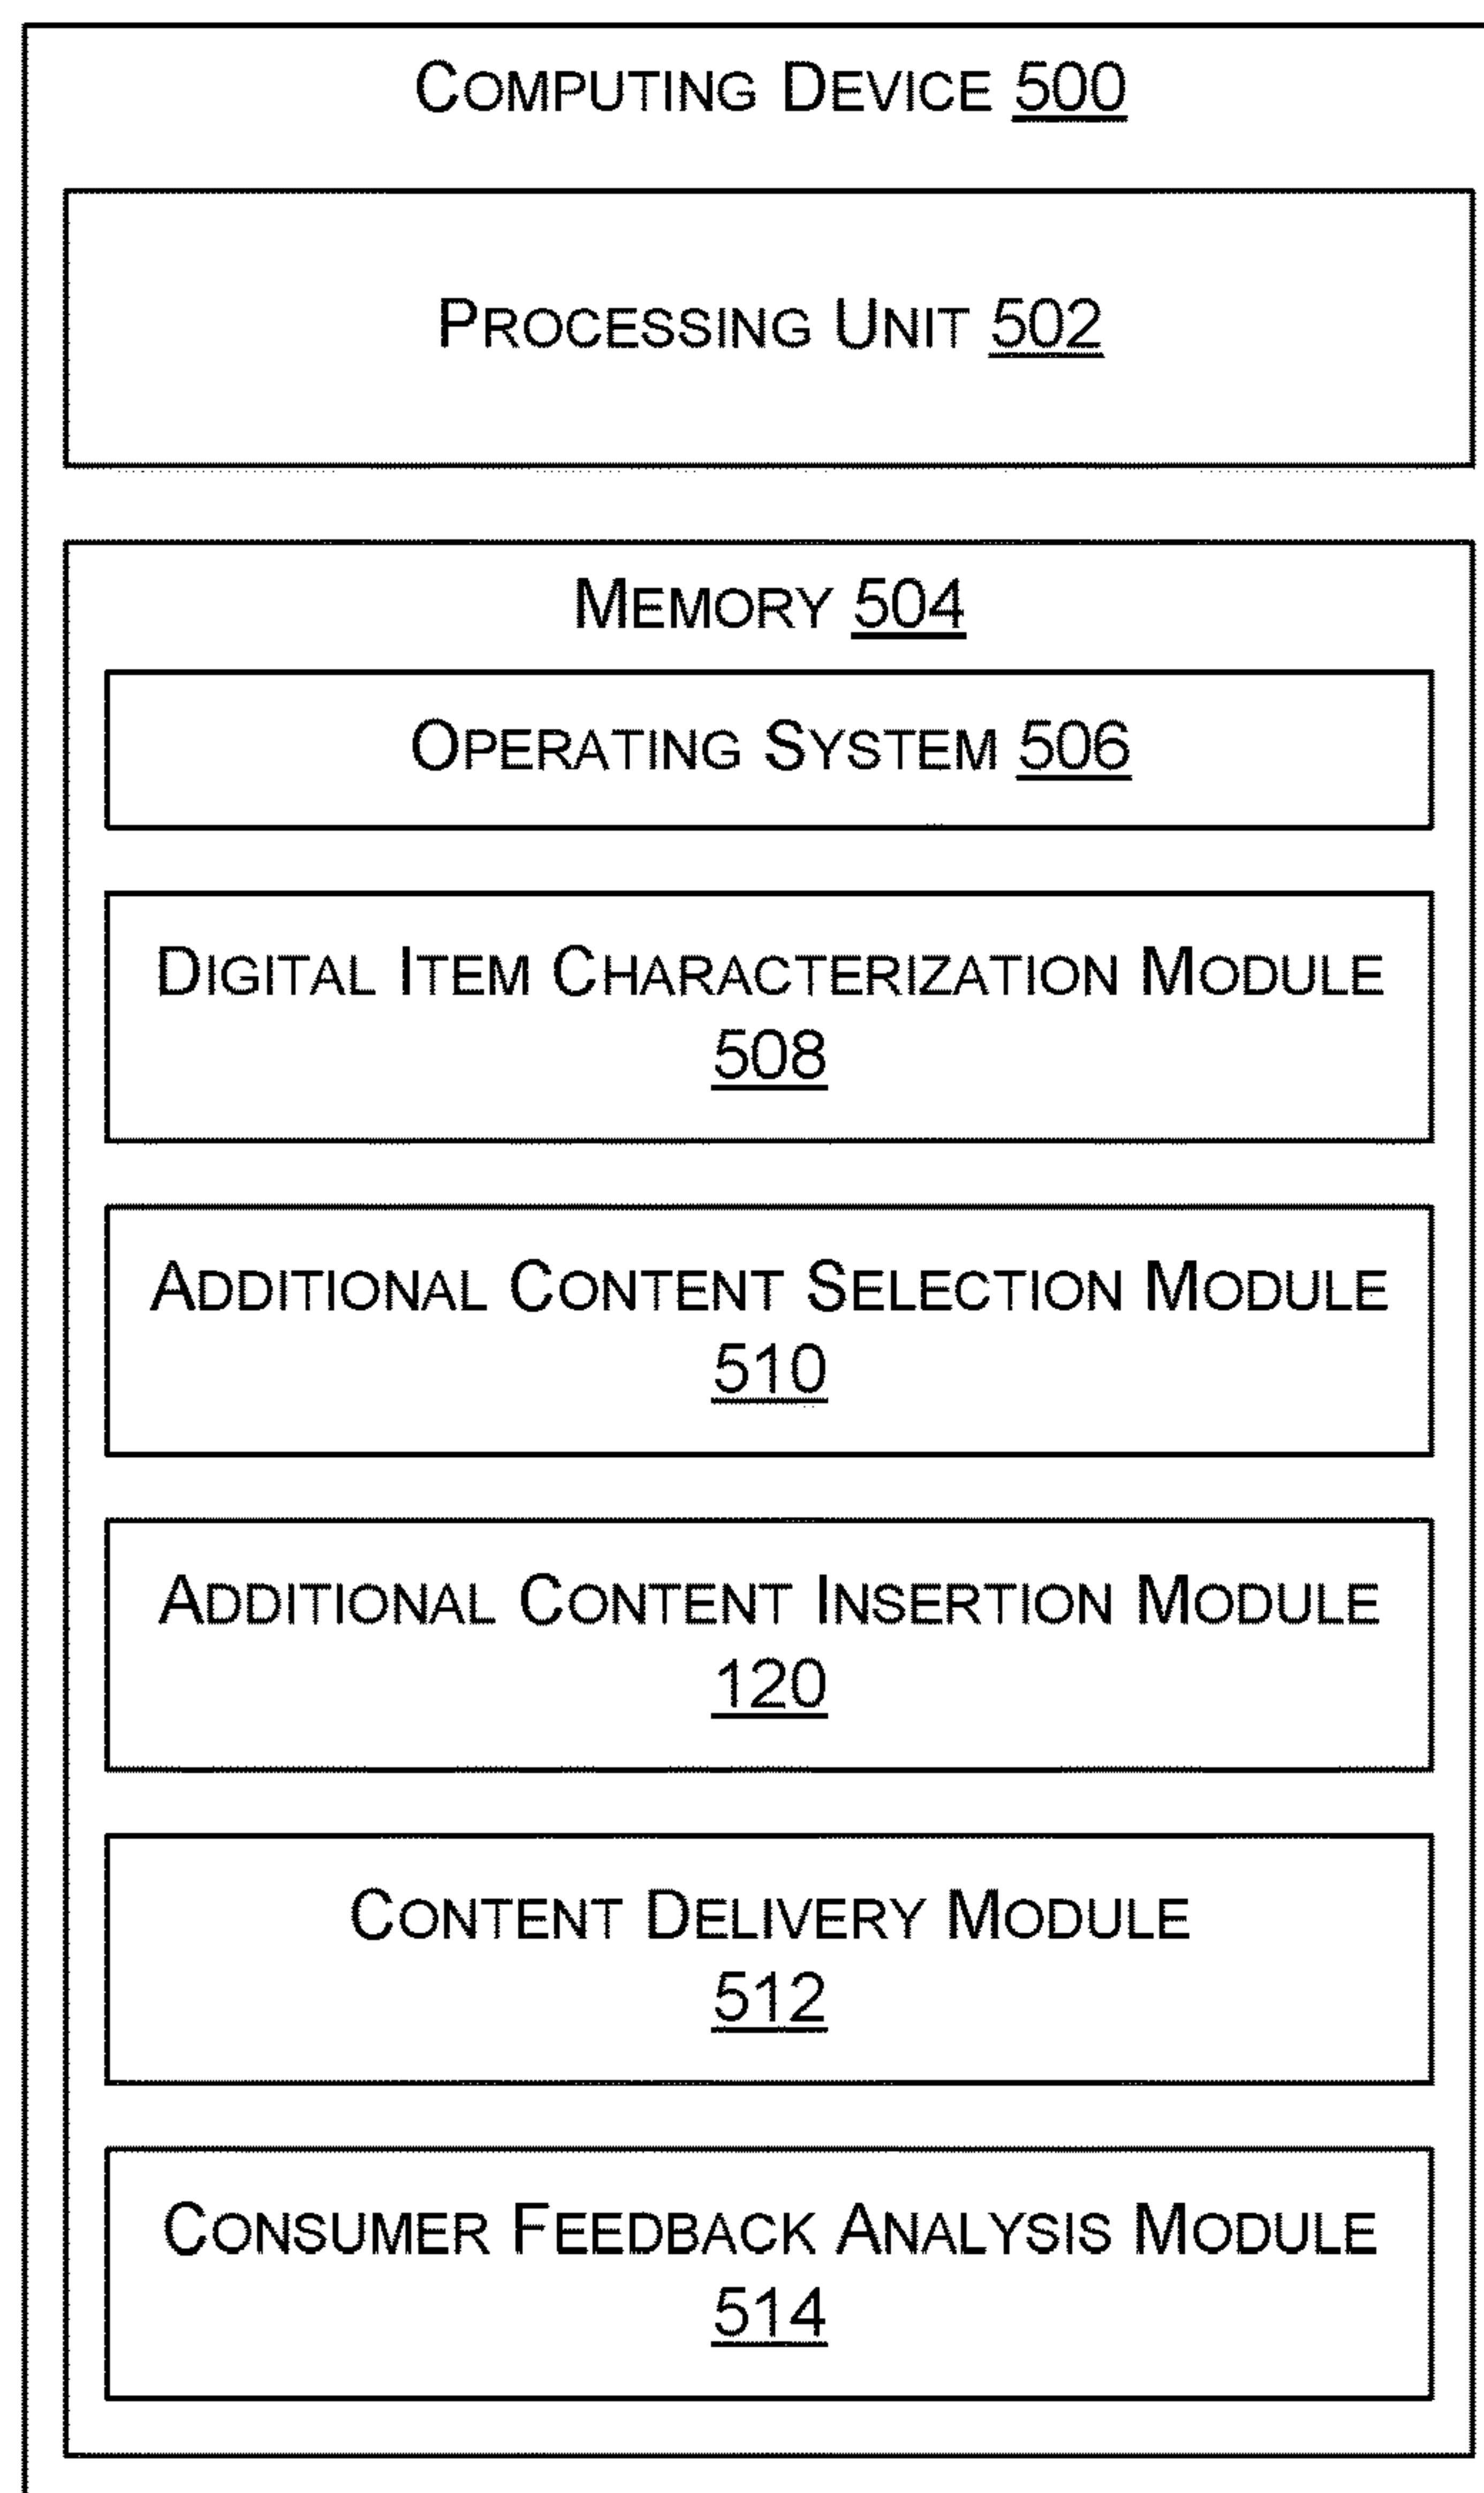 COMPUTING DEVICE 500
PROCESSING UNIT 502
MEMORY 504
OPERATING SYSTEM 506
DIGITAL ITEM CHARACTERIZATION MODULE
508
ADDITIONAL CONTENT SELECTION MODULE
510
ADDITIONAL CONTENT INSERTION MODULE
120
CONTENT DELIVERY MODULE
512
CONSUMER FEEDBACK ANALYSIS MODULE
514